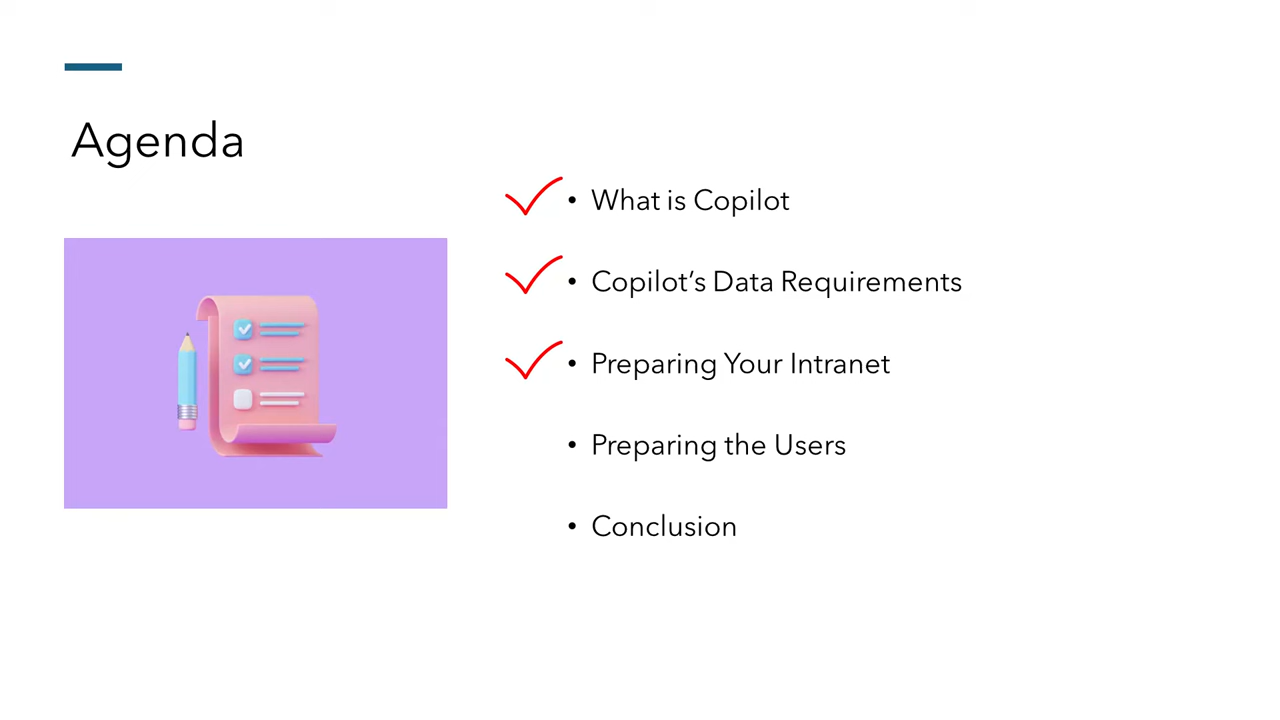 Agenda
• What is Copilot
• Copilot’s Data Requirements
• Preparing Your Intranet
• Preparing the Users
• Conclusion